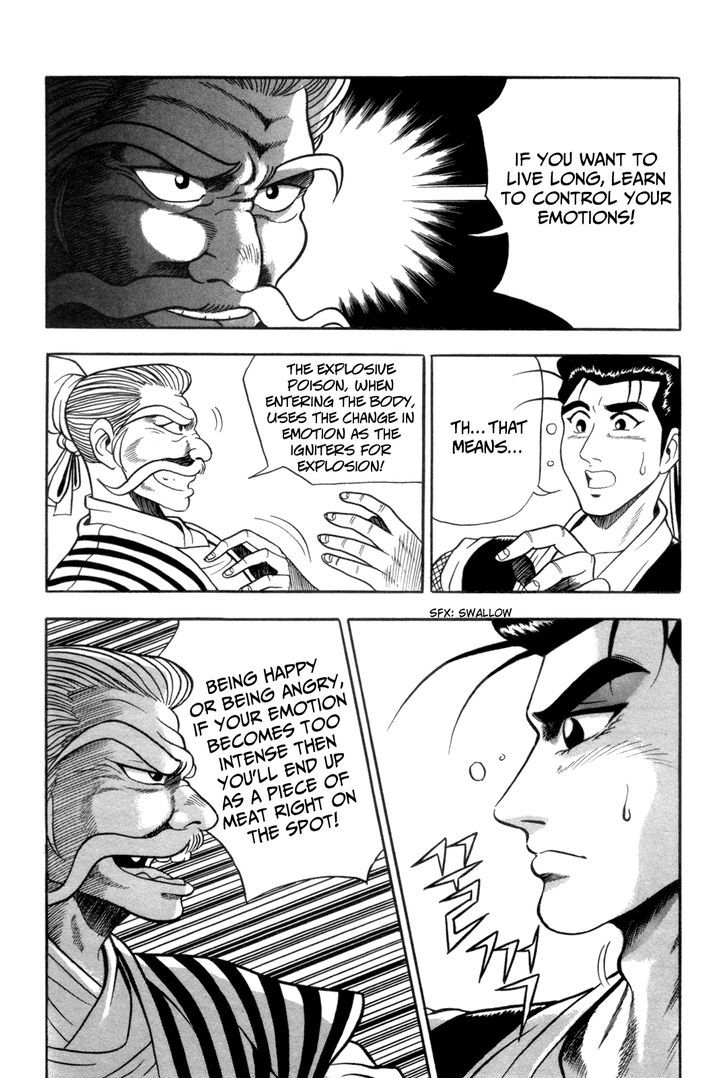 IF YOU WANT TO
LIVE LONG, LEARN
TO CONTROL YOUR
EMOTIONS!
THE EXPLOSIVE
POISON, WHEN
ENTERING THE BODY,
USES THE CHANGE IN
EMOTION AS THE
IGNITERS FOR
EXPLOSION!
TH... THAT
MEANS...
SFX: SWALLOW
BEING HAPPY
OR BEING ANGRY,
IF YOUR EMOTION
BECOMES TOO
INTENSE THEN
YOU'LL END UP
AS A PIECE OF
MEAT RIGHT ON
THE SPOT!